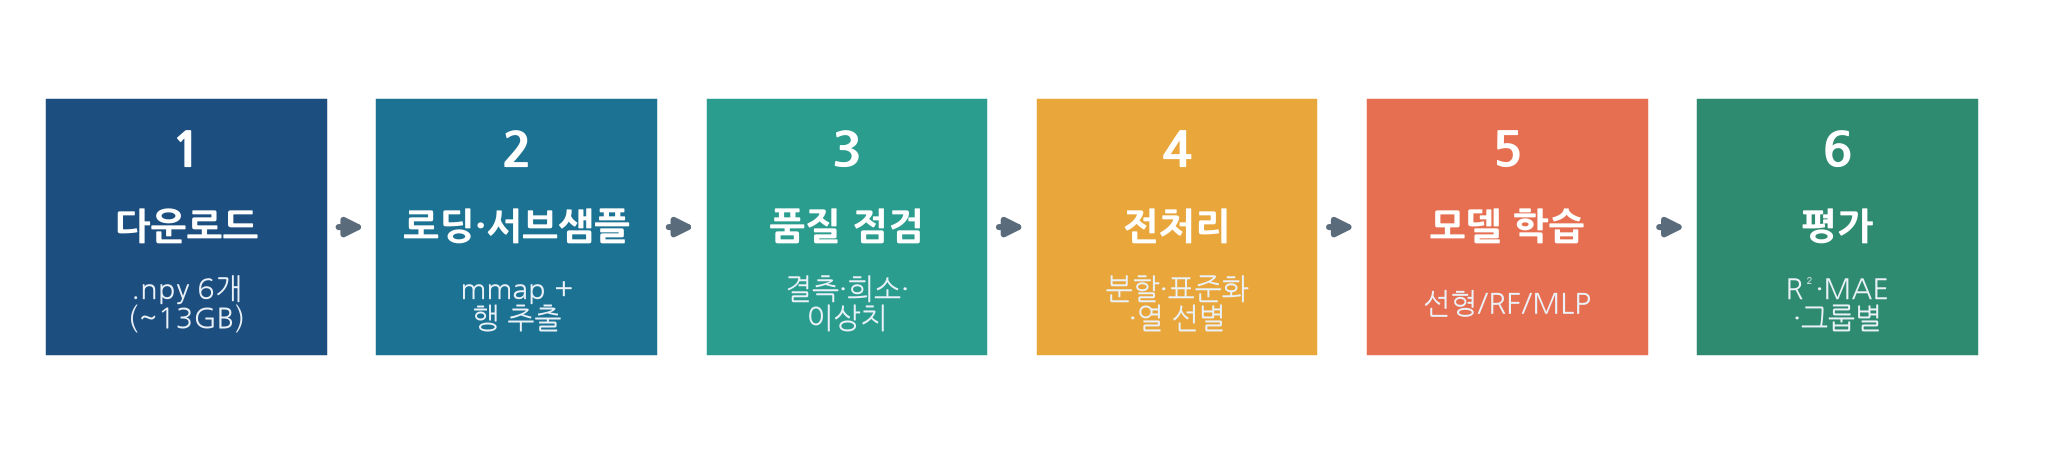 1
다운로드
.npy 6개
(~13GB)
2
로딩·서브샘플
mmap +
행 추출
3
품질 점검
결측·희소·
이상치
4
전처리
분할·표준화
·열 선별
5
모델 학습
선형/RF/MLP
6
평가
R²·MAE
·그룹별